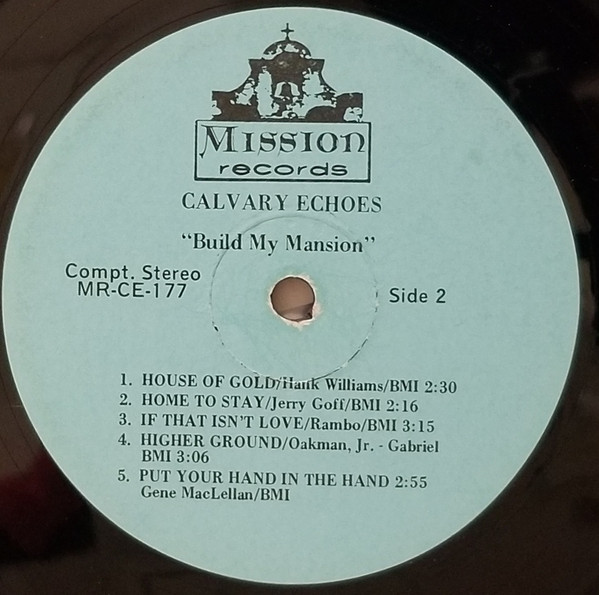 Mission
records
CALVARY ECHOES
“Build My Mansion”
Compt. Stereo
MR-CE-177
Side 2
1. HOUSE OF GOLD/Hank Williams/BMI 2:30
2. HOME TO STAY/Jerry Goff/BMI 2:16
3. IF THAT ISN'T LOVE/Rambo/BMI 3:15
4. HIGHER GROUND/Oakman, Jr. - Gabriel
BMI 3:06
5. PUT YOUR HAND IN THE HAND 2:55
Gene MacLellan/BMI